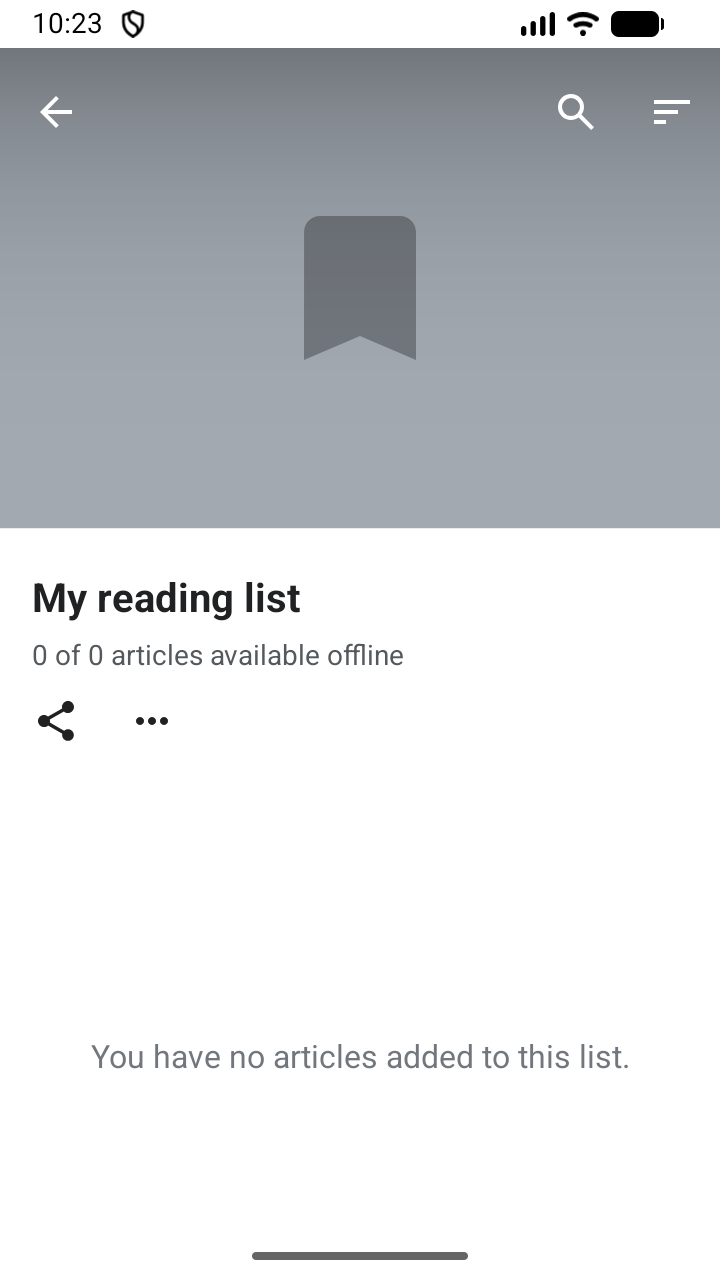 10:23
My reading list
0 of 0 articles available offline
You have no articles added to this list.